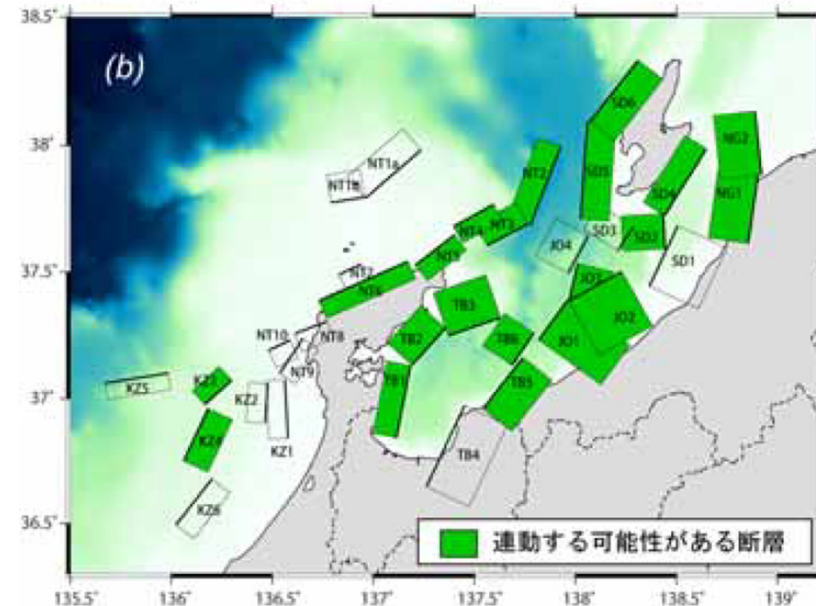 38.5°
(b)
SD6
38°
NG2
NT1a
NT1b
NT2
SD5
SD4
NG1
NT4
NT3
SD3
SD2
JO4
NT5
SD1
37.5°
NT7
JO3
NT6
TB3
JO2
NT10
NT8
TB2
TB6
JO1
NT9
KZ5
KZ3
TB1
TB5
37°
KZ2
KZ4
KZ1
TB4
KZ6
36.5°
連動する可能性がある断層
135.5°
136°
136.5°
137°
137.5°
138°
138.5°
139°